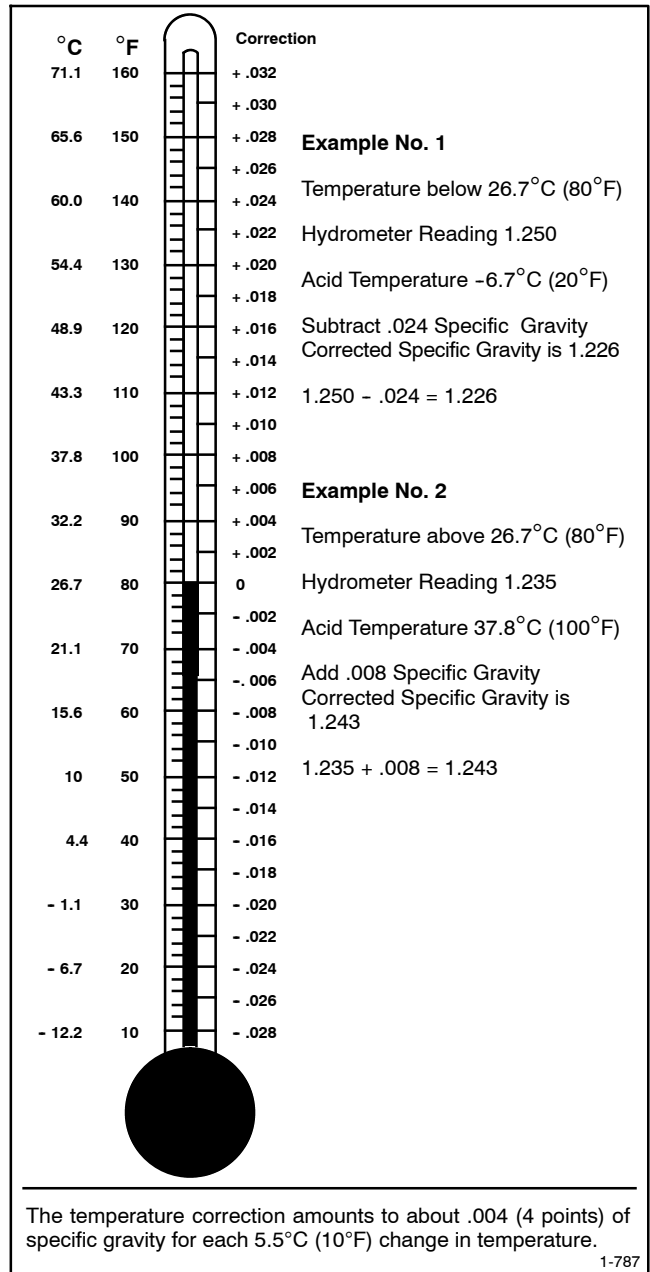 °C °F Correction
71.1 160 + .032
+ .030
65.6 150 + .028
+ .026
60.0 140 + .024
+ .022
54.4 130 + .020
+ .018
48.9 120 + .016
+ .014
43.3 110 + .012
+ .010
37.8 100 + .008
+ .006
32.2 90 + .004
+ .002
26.7 80 0
- .002
21.1 70 - .004
-. 006
15.6 60 - .008
- .010
10 50 - .012
- .014
4.4 40 - .016
- .018
- 1.1 30 - .020
- .022
- 6.7 20 - .024
- .026
- 12.2 10 - .028
Example No. 1
Temperature below 26.7°C (80°F)
Hydrometer Reading 1.250
Acid Temperature -6.7°C (20°F)
Subtract .024 Specific Gravity
Corrected Specific Gravity is 1.226
1.250 - .024 = 1.226
Example No. 2
Temperature above 26.7°C (80°F)
Hydrometer Reading 1.235
Acid Temperature 37.8°C (100°F)
Add .008 Specific Gravity
Corrected Specific Gravity is
1.243
1.235 + .008 = 1.243
The temperature correction amounts to about .004 (4 points) of
specific gravity for each 5.5°C (10°F) change in temperature.
1-787